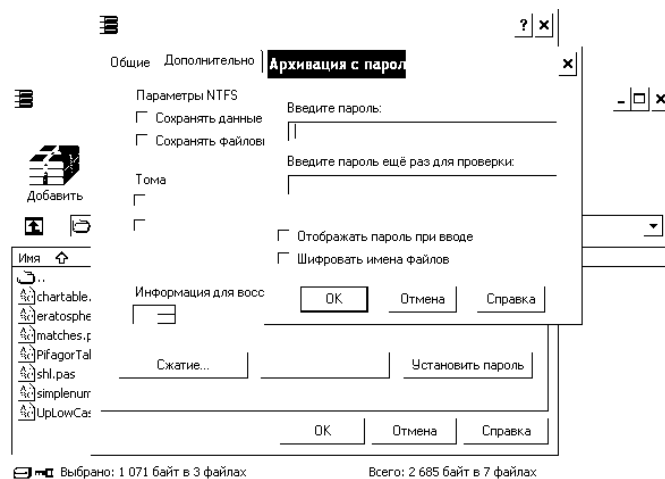 Общие Дополнительно
Архивация с парол
Параметры NTFS
Сохранять данные
Сохранять файловы
Тома
Информация для восс
Введите пароль:
Введите пароль ещё раз для проверки:
Отображать пароль при вводе
Шифровать имена файлов
OK Отмена Справка
Добавить
Имя
..
chartable.
eratosphe
matches.p
PifagorTal
shl.pas
simplenum
UpLowCas
Сжатие... Установить пароль
OK Отмена Справка
Выбрано: 1 071 байт в 3 файлах Всего: 2 685 байт в 7 файлах